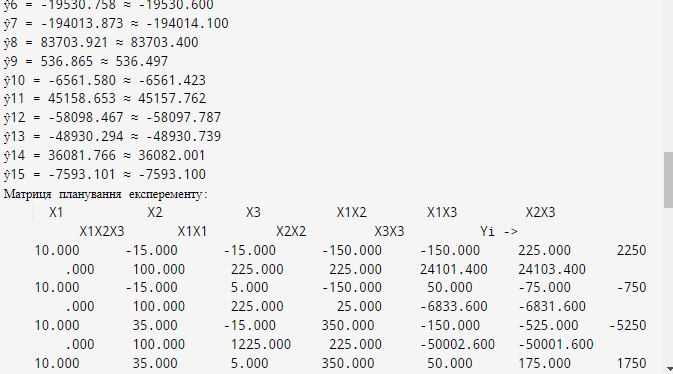 ŷ6 = -19530.758 ≈ -19530.600
ŷ7 = -194013.873 ≈ -194014.100
ŷ8 = 83703.921 ≈ 83703.400
ŷ9 = 536.865 ≈ 536.497
ŷ10 = -6561.580 ≈ -6561.423
ŷ11 = 45158.653 ≈ 45157.762
ŷ12 = -58098.467 ≈ -58097.787
ŷ13 = -48930.294 ≈ -48930.739
ŷ14 = 36081.766 ≈ 36082.001
ŷ15 = -7593.101 ≈ -7593.100
Матриця планування експеременту:
X1 X2 X3 X1X2 X1X3 X2X3
X1X2X3 X1X1 X2X2 X3X3 Yi ->
10.000 -15.000 -15.000 -150.000 -150.000 225.000 2250
.000 100.000 225.000 225.000 24101.400 24103.400
10.000 -15.000 5.000 -150.000 50.000 -75.000 -750
.000 100.000 225.000 25.000 -6833.600 -6831.600
10.000 35.000 -15.000 350.000 -150.000 -525.000 -5250
.000 100.000 1225.000 225.000 -50002.600 -50001.600
10.000 35.000 5.000 350.000 50.000 175.000 1750